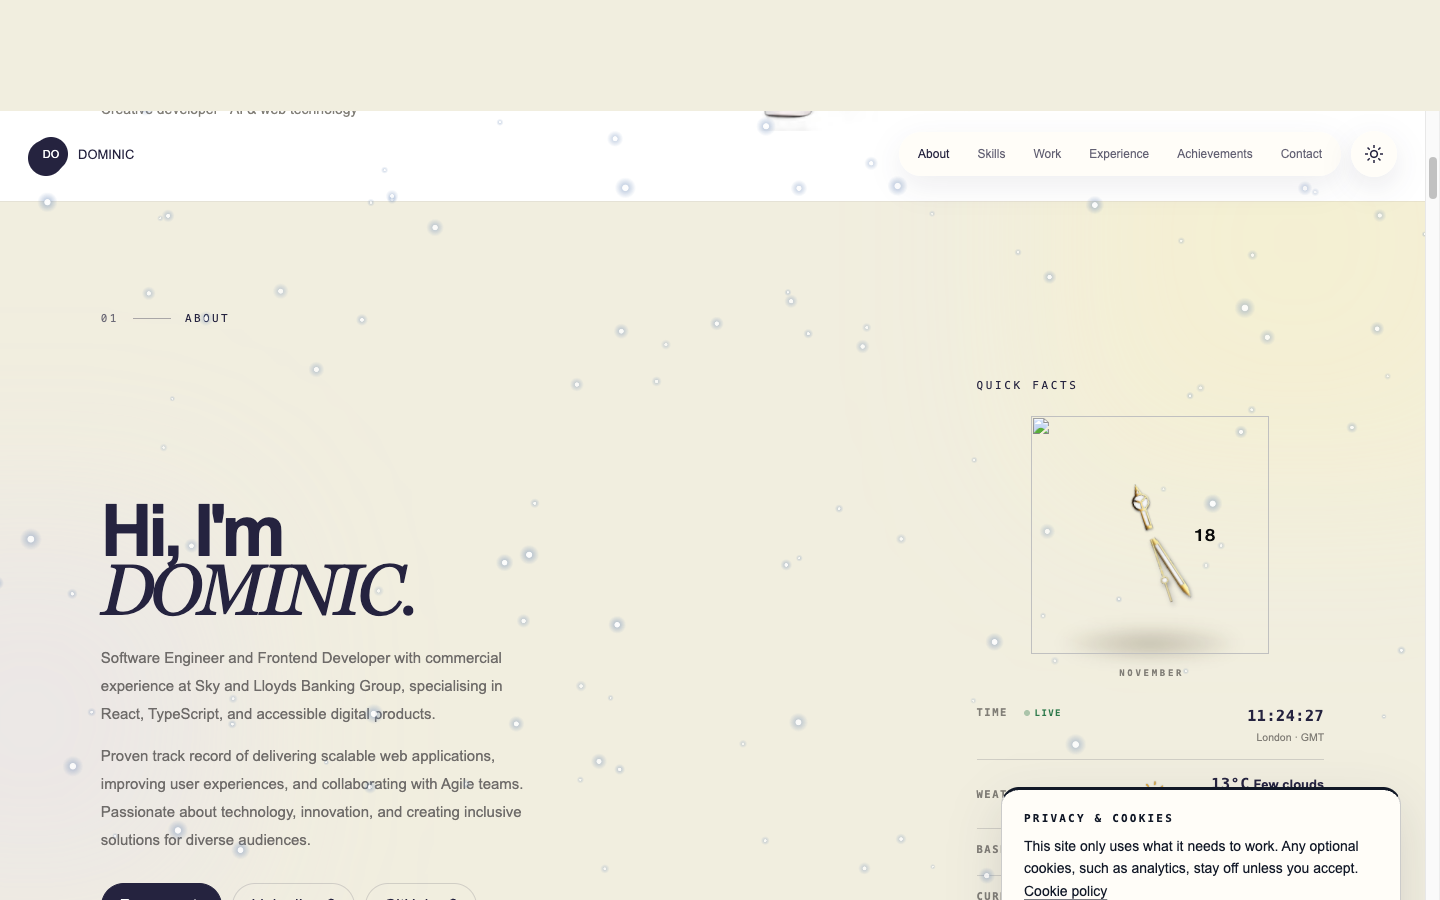 Creative developer · AI & web technology
DO
DOMINIC
About
Skills
Work
Experience
Achievements
Contact
01
ABOUT
QUICK FACTS
18
NOVEMBER
Hi, I'm
DOMINIC.
Software Engineer and Frontend Developer with commercial
experience at Sky and Lloyds Banking Group, specialising in
React, TypeScript, and accessible digital products.
Proven track record of delivering scalable web applications,
improving user experiences, and collaborating with Agile teams.
Passionate about technology, innovation, and creating inclusive
solutions for diverse audiences.
TIME
LIVE
11:24:27
London · GMT
13°C Few clouds
PRIVACY & COOKIES
This site only uses what it needs to work. Any optional
cookies, such as analytics, stay off unless you accept.
Cookie policy